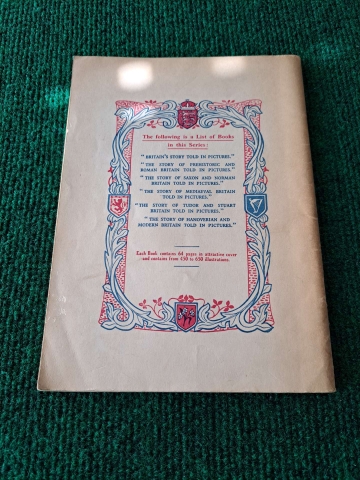 The following is a List of Books
in this Series:
"BRITAIN'S STORY TOLD IN PICTURES."
"THE STORY OF PREHISTORIC AND
ROMAN BRITAIN TOLD IN PICTURES."
"THE STORY OF SAXON AND NORMAN
BRITAIN TOLD IN PICTURES."
"THE STORY OF MEDIAEVAL BRITAIN
TOLD IN PICTURES."
"THE STORY OF TUDOR AND STUART
BRITAIN TOLD IN PICTURES."
"THE STORY OF HANOVERIAN AND
MODERN BRITAIN TOLD IN PICTURES."
Each Book contains 64 pages in attractive cover
and contains from 450 to 650 illustrations.